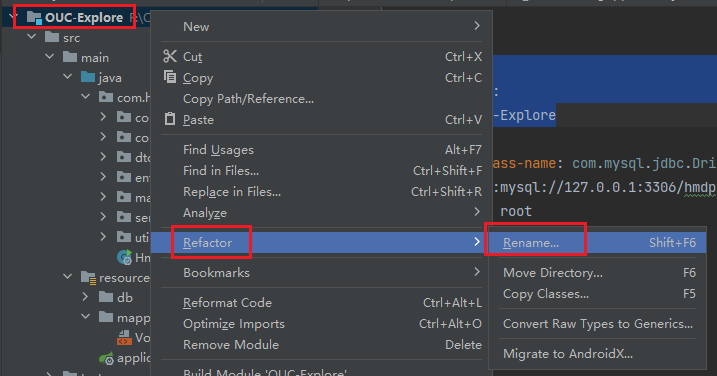 OUC-Explore
src
main
java
com.h
co
co
dto
en
ma
se
uti
Hm
resource
db
mapp
Vo
applic
New
Cut Ctrl+X
Copy Ctrl+C
Copy Path/Reference...
Paste Ctrl+V
Find Usages Alt+F7
Find in Files... Ctrl+Shift+F
Replace in Files... Ctrl+Shift+R
Analyze
Refactor
Bookmarks
Reformat Code Ctrl+Alt+L
Optimize Imports Ctrl+Alt+O
Remove Module Delete
Build Module 'OUC-Explore'
:
-Explore
ass-name: com.mysql.jdbc.Dri
:mysql://127.0.0.1:3306/hmdp
root
Rename... Shift+F6
Move Directory... F6
Copy Classes... F5
Convert Raw Types to Generics...
Migrate to AndroidX...